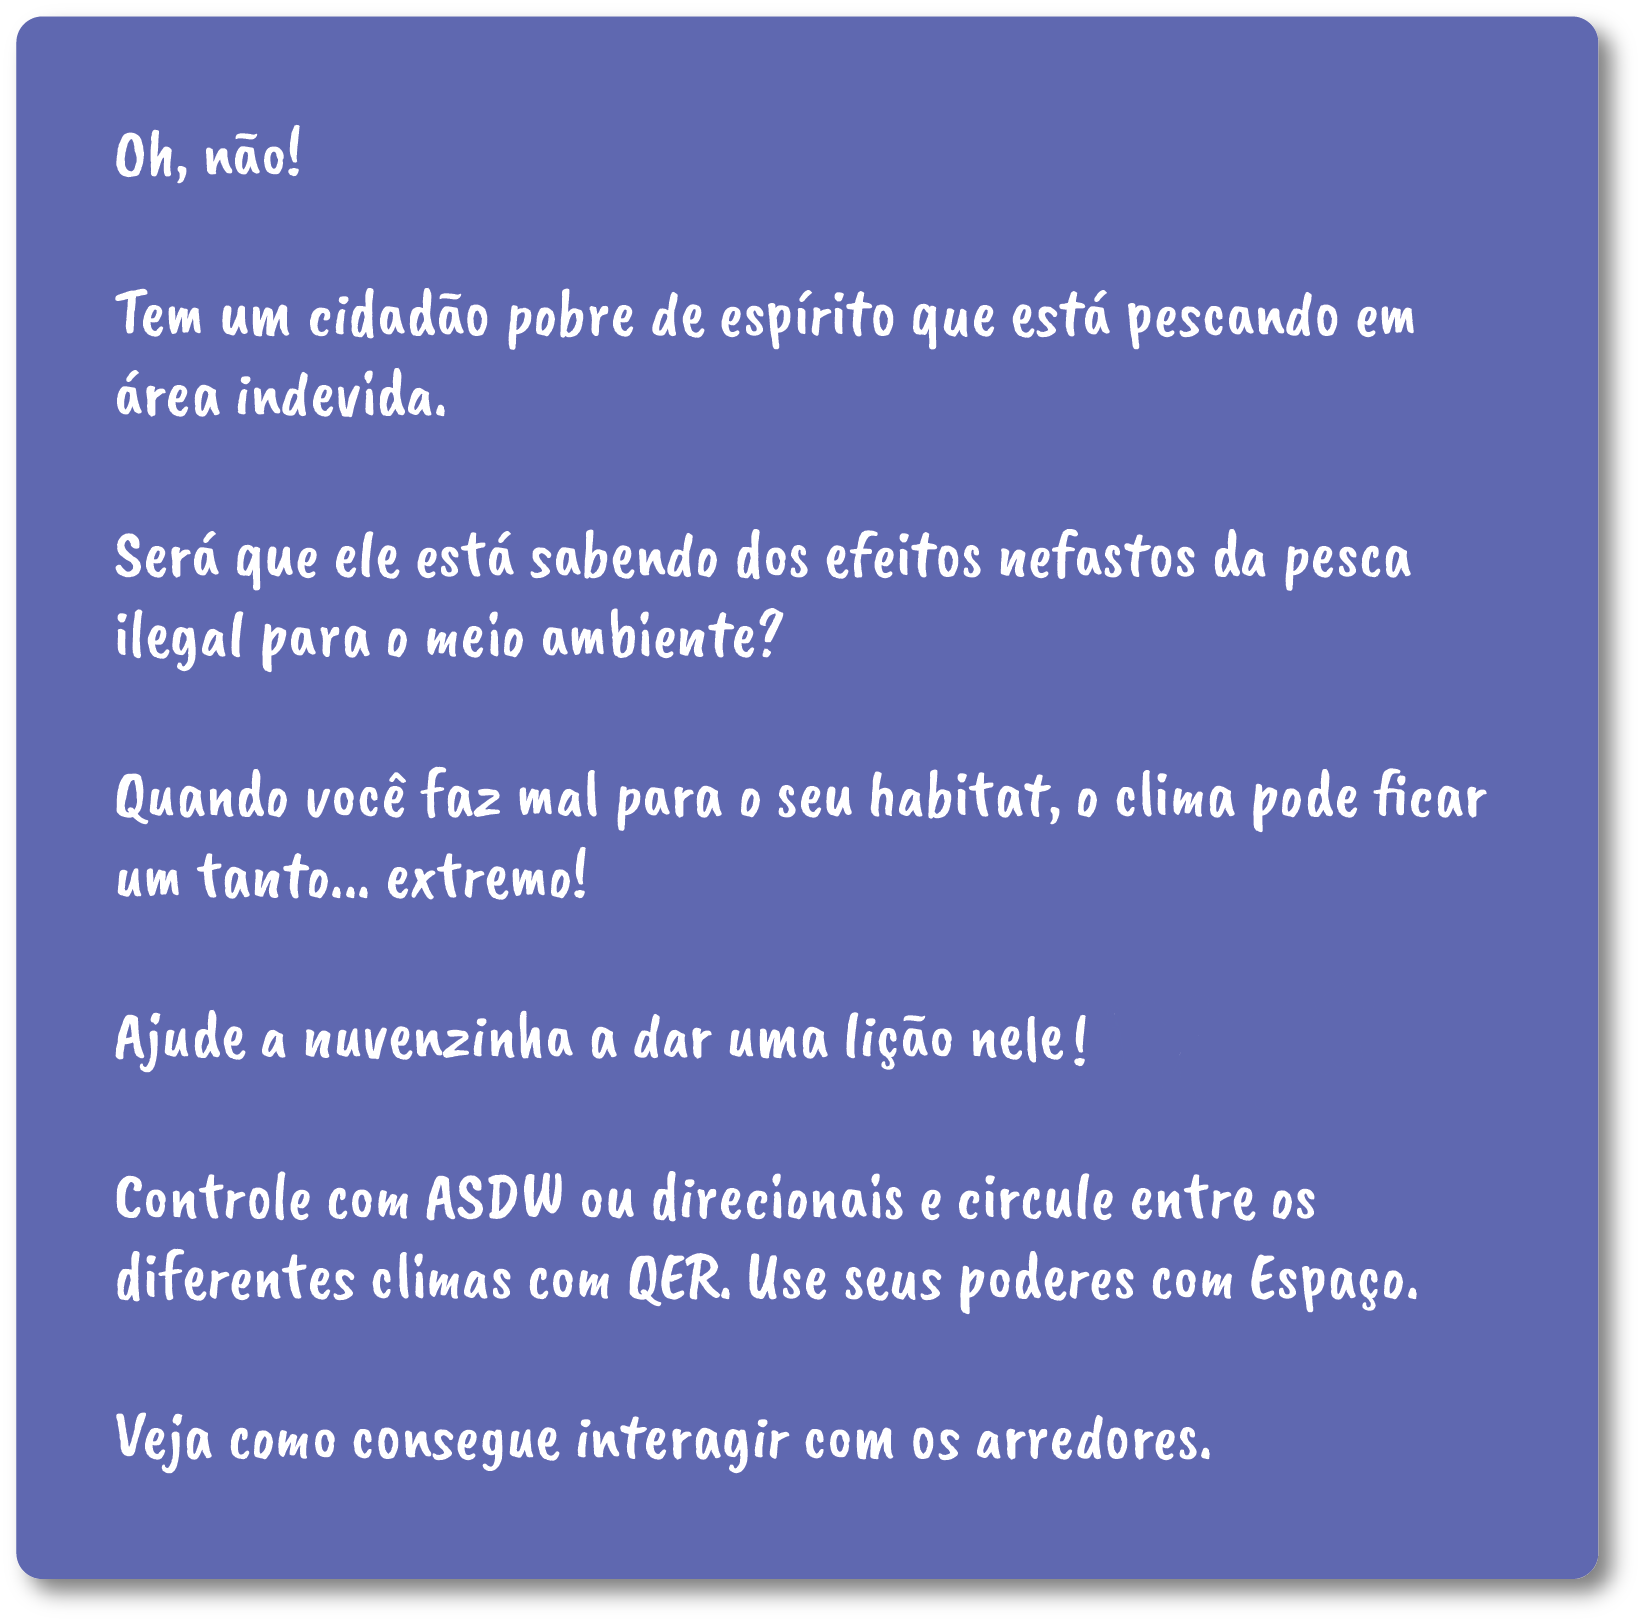 Oh, não!
Tem um cidadão pobre de espírito que está pescando em
área indevida.
Será que ele está sabendo dos efeitos nefastos da pesca
ilegal para o meio ambiente?
Quando você faz mal para o seu habitat, o clima pode ficar
um tanto... extremo!
Ajude a nuvenzinha a dar uma lição nele!
Controle com ASDW ou direcionais e circule entre os
diferentes climas com QER. Use seus poderes com Espaço.
Veja como consegue interagir com os arredores.